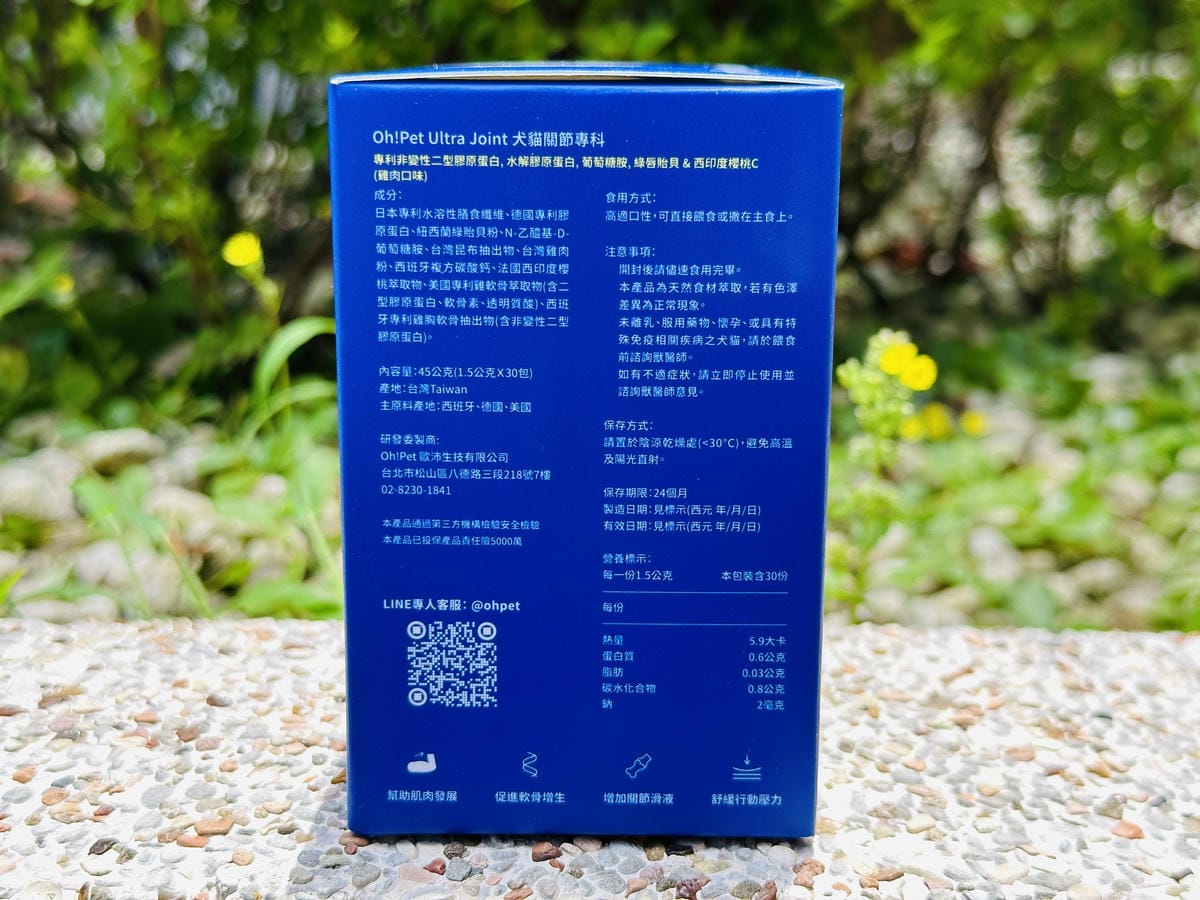 Oh!Pet Ultra Joint 犬貓關節專科
專利非變性二型膠原蛋白, 水解膠原蛋白, 葡萄糖胺, 綠唇貽貝 & 西印度櫻桃C
(雞肉口味)
成分:
日本專利水溶性膳食纖維、德國專利膠
原蛋白、紐西蘭綠貽貝粉、N-乙醯基-D-
葡萄糖胺、台灣昆布抽出物、台灣雞肉
粉、西班牙複方碳酸鈣、法國西印度櫻
桃萃取物、美國專利雞軟骨萃取物(含二
型膠原蛋白、軟骨素、透明質酸)、西班
牙專利雞胸軟骨抽出物(含非變性二型
膠原蛋白)。
內容量:45公克(1.5公克X30包)
產地:台灣Taiwan
主原料產地:西班牙、德國、美國
研發委製商:
Oh!Pet 歐沛生技有限公司
台北市松山區八德路三段218號7樓
02-8230-1841
本產品通過第三方機構檢驗安全檢驗
本產品已投保產品責任險5000萬
LINE專人客服: @ohpet
食用方式:
高適口性,可直接餵食或撒在主食上。
注意事項:
開封後請儘速食用完畢。
本產品為天然食材萃取,若有色澤
差異為正常現象。
未離乳、服用藥物、懷孕、或具有特
殊免疫相關疾病之犬貓,請於餵食
前諮詢獸醫師。
如有不適症狀,請立即停止使用並
諮詢獸醫師意見。
保存方式:
請置於陰涼乾燥處(<30°C),避免高溫
及陽光直射。
保存期限:24個月
製造日期:見標示(西元 年/月/日)
有效日期:見標示(西元 年/月/日)
營養標示:
每一份1.5公克 本包裝含30份
每份
熱量 5.9大卡
蛋白質 0.6公克
脂肪 0.03公克
碳水化合物 0.8公克
鈉 2毫克
幫助肌肉發展 促進軟骨增生 增加關節滑液 舒緩行動壓力